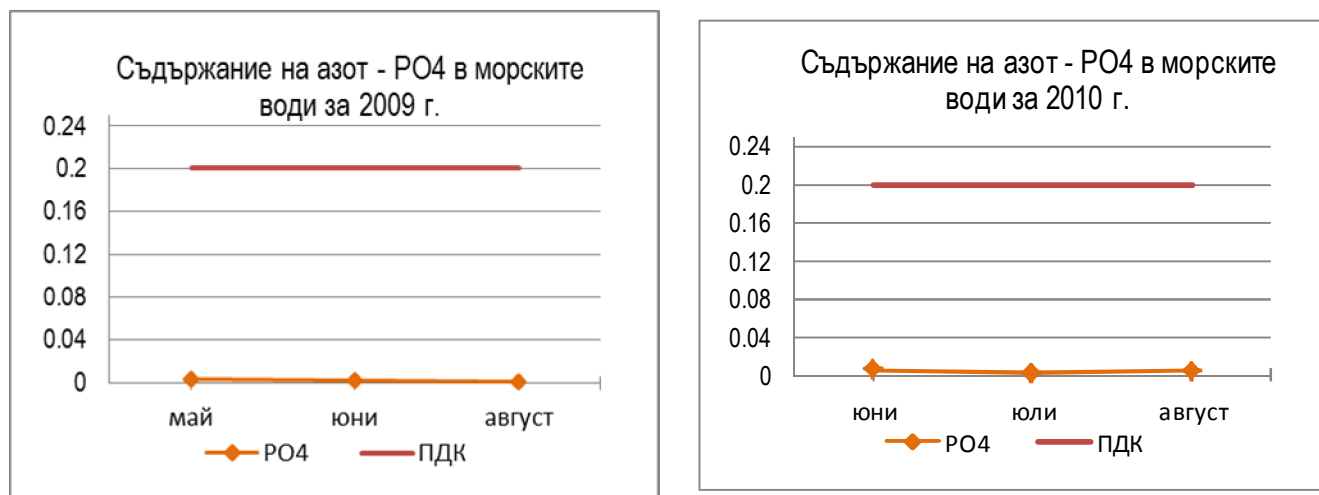 Съдържание на азот - PO4 в морските
води за 2009 г.
0.24
0.2
0.16
0.12
0.08
0.04
0
май юни август
PO4 ПДК
Съдържание на азот - PO4 в морските
води за 2010 г.
0.24
0.2
0.16
0.12
0.08
0.04
0
юни юли август
PO4 ПДК